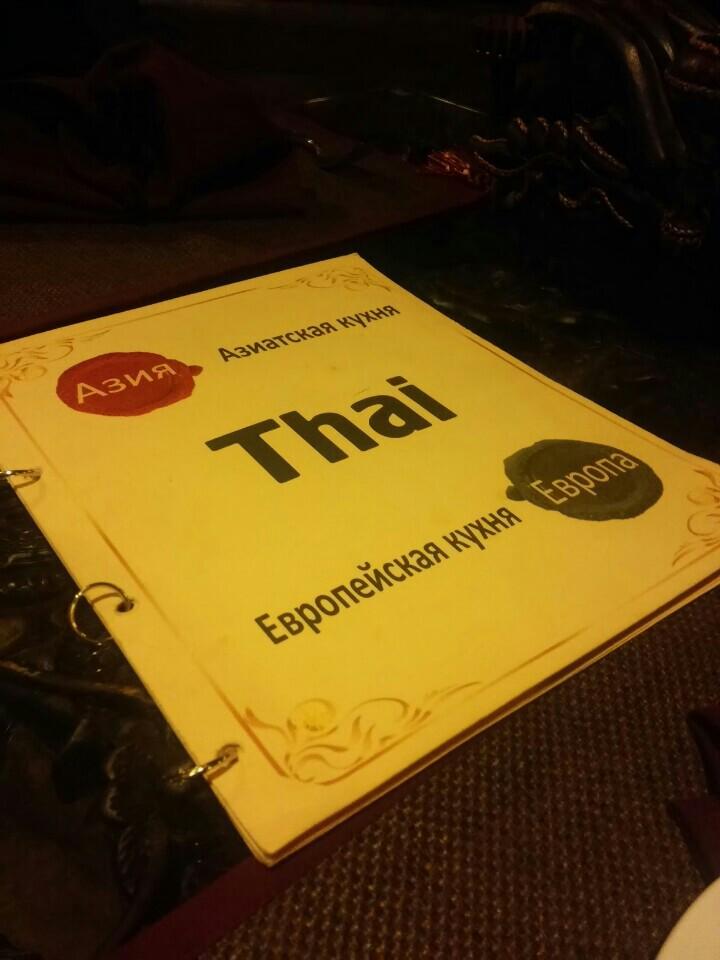 Азиатская кухня
Азия
Thai
Европа
Европейская кухня